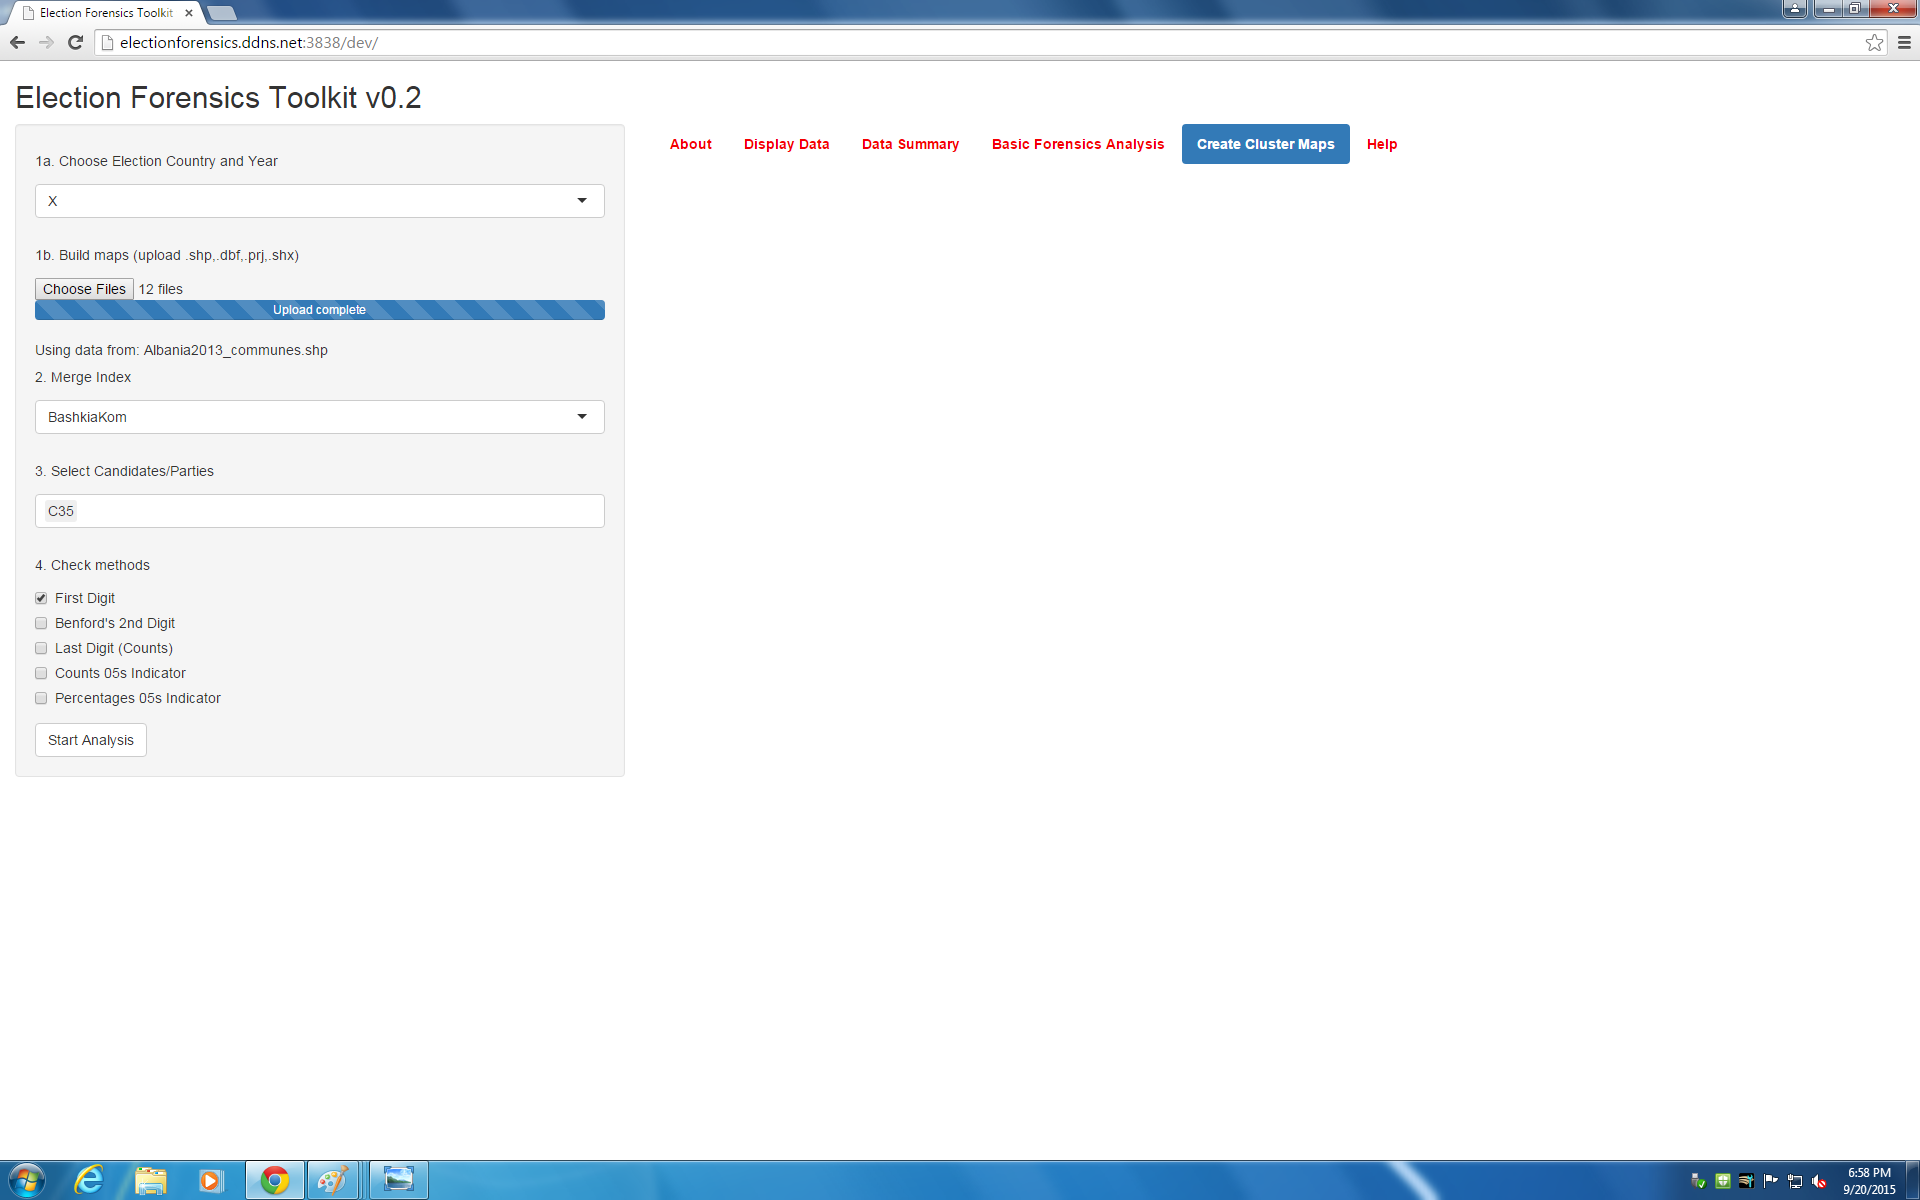 Election Forensics Toolkit
electionforensics.ddns.net:3838/dev/
Election Forensics Toolkit v0.2
1a. Choose Election Country and Year
X
1b. Build maps (upload .shp,.dbf,.prj,.shx)
Choose Files 12 files
Upload complete
Using data from: Albania2013_communes.shp
2. Merge Index
BashkiaKom
3. Select Candidates/Parties
C35
4. Check methods
First Digit
Benford's 2nd Digit
Last Digit (Counts)
Counts 05s Indicator
Percentages 05s Indicator
Start Analysis
About Display Data Data Summary Basic Forensics Analysis Create Cluster Maps Help
6:58 PM
9/20/2015